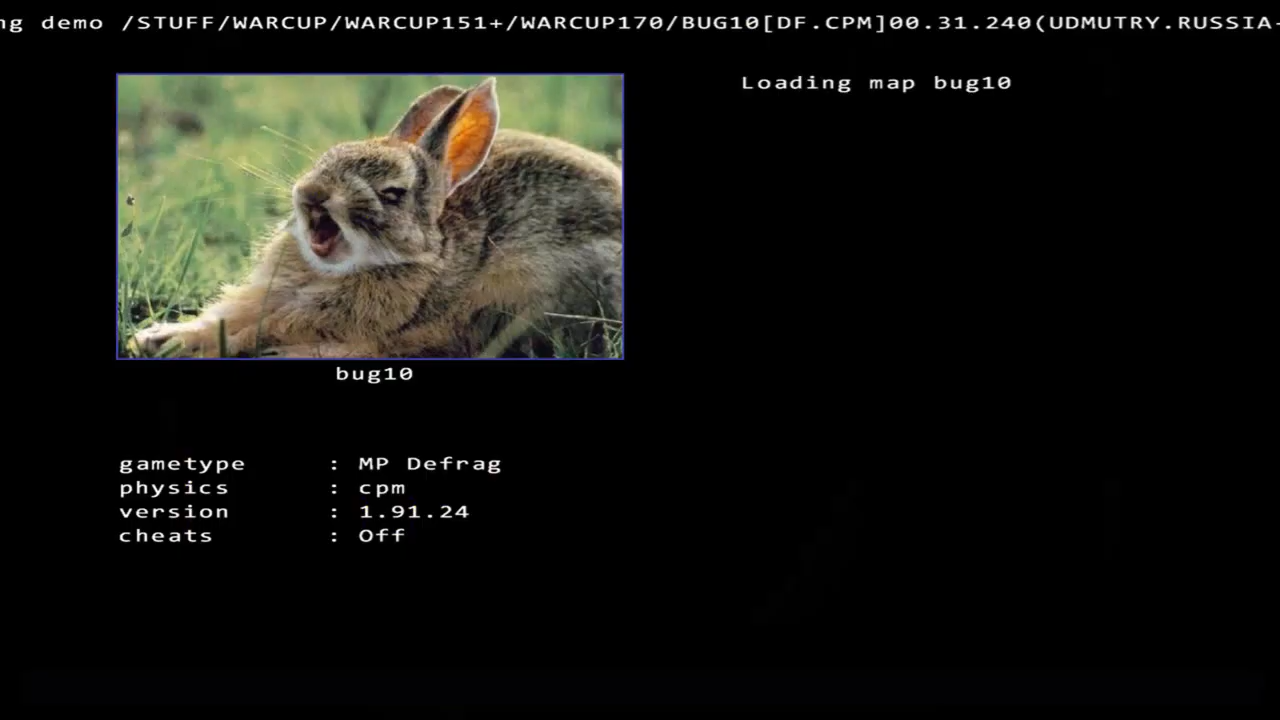 ng demo /STUFF/WARCUP/WARCUP151+/WARCUP170/BUG10[DF.CPM]00.31.240(UDMUTRY.RUSSIA-
Loading map bug10
bug10
gametype : MP Defrag
physics : cpm
version : 1.91.24
cheats : Off